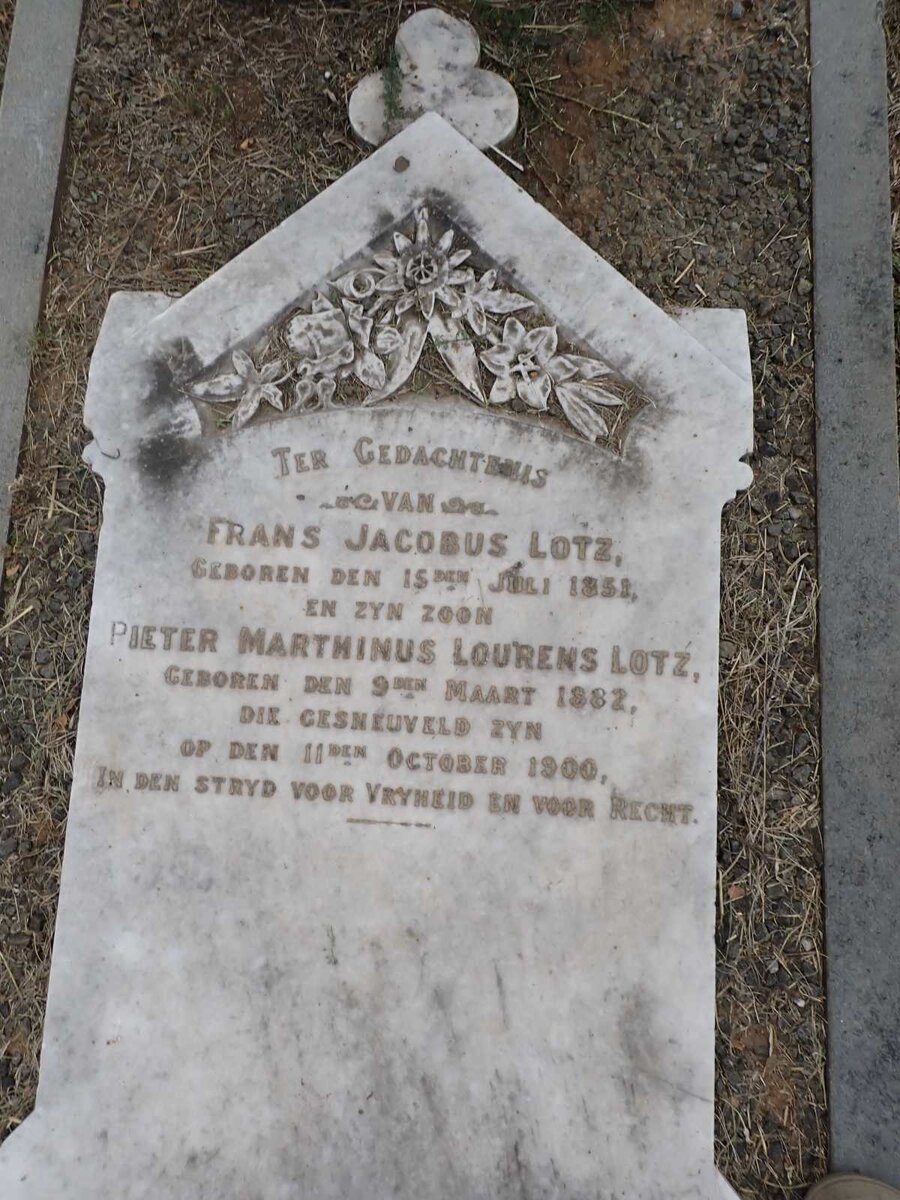 TER GEDACHTENIS
VAN
FRANS JACOBUS LOTZ,
GEBOREN DEN 15DEN JULI 1851,
EN ZYN ZOON
PIETER MARTHINUS LOURENS LOTZ,
GEBOREN DEN 9DEN MAART 1882,
DIE GESNEUVELD ZYN
OP DEN 11DEN OCTOBER 1900,
IN DEN STRYD VOOR VRYHEID EN VOOR RECHT.